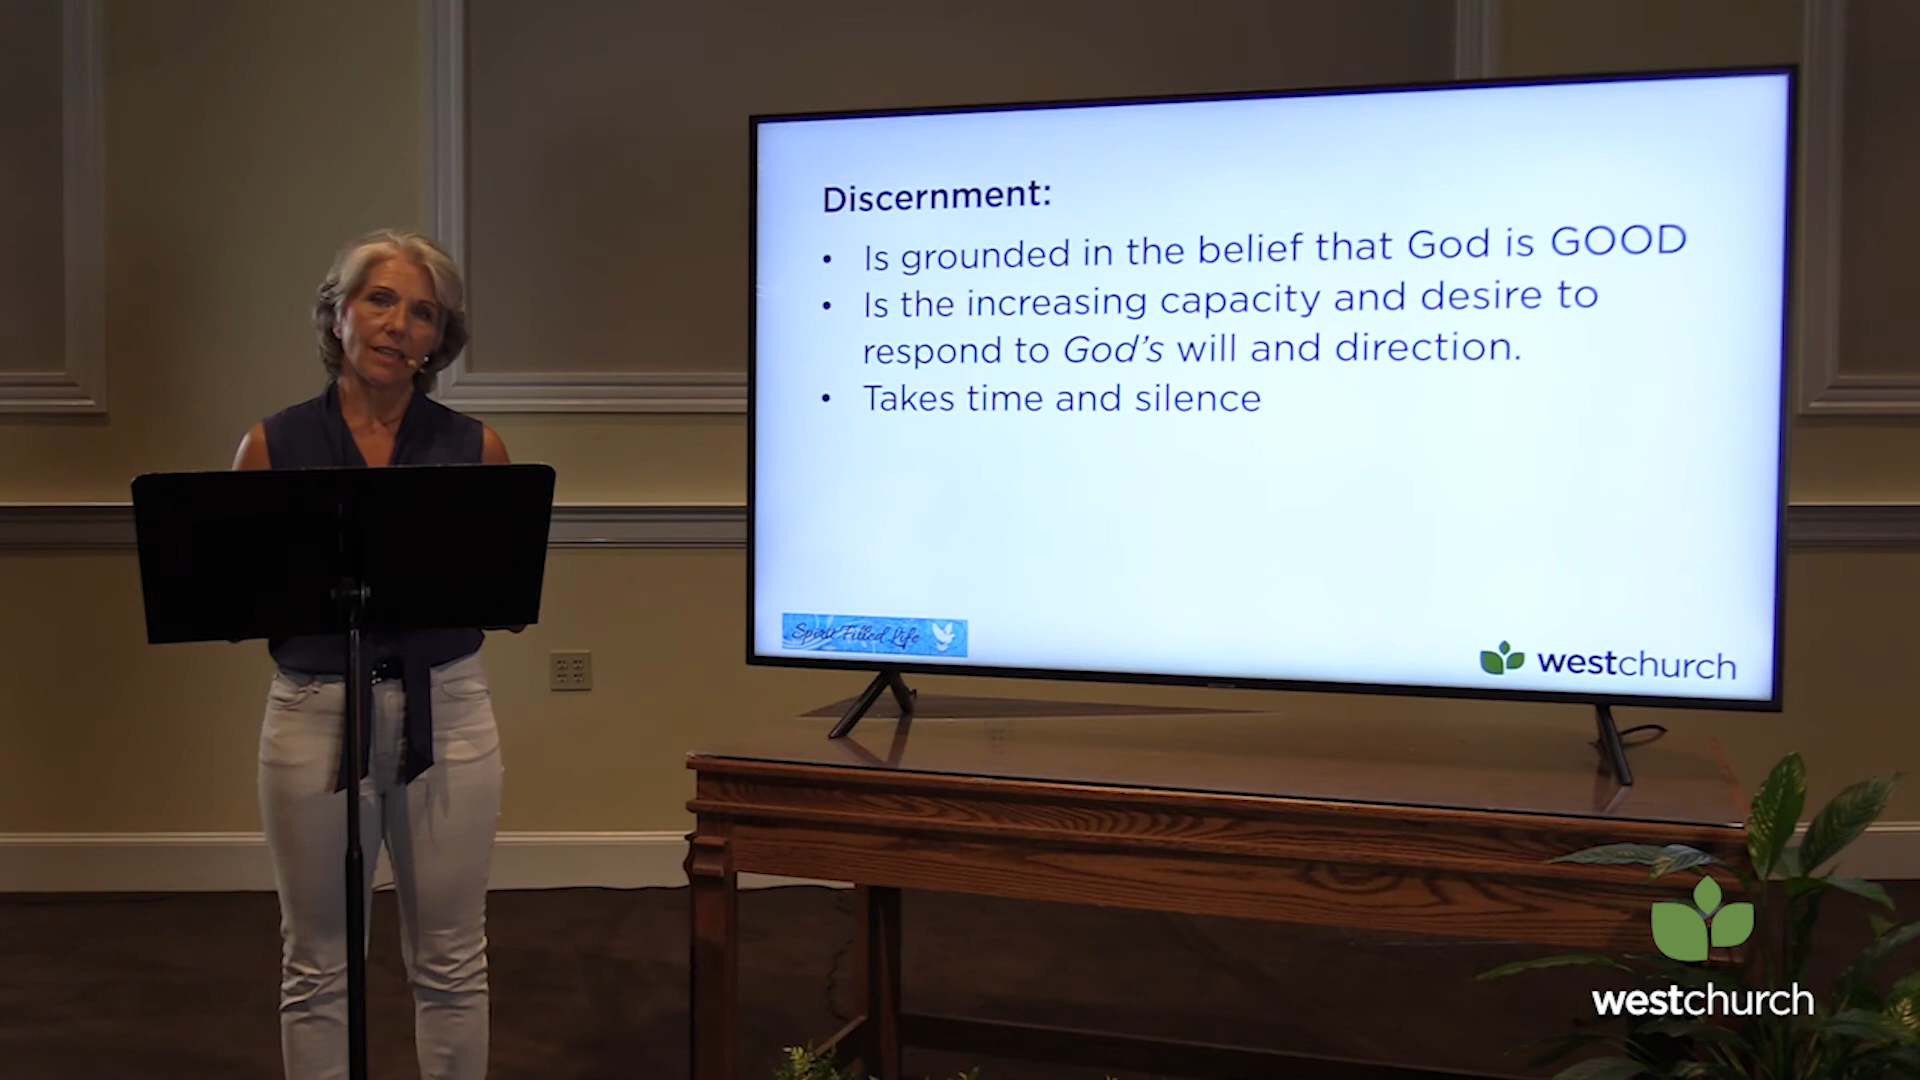 Discernment:
• Is grounded in the belief that God is GOOD
• Is the increasing capacity and desire to
respond to God's will and direction.
• Takes time and silence
Spirit Filled Life
westchurch
westchurch